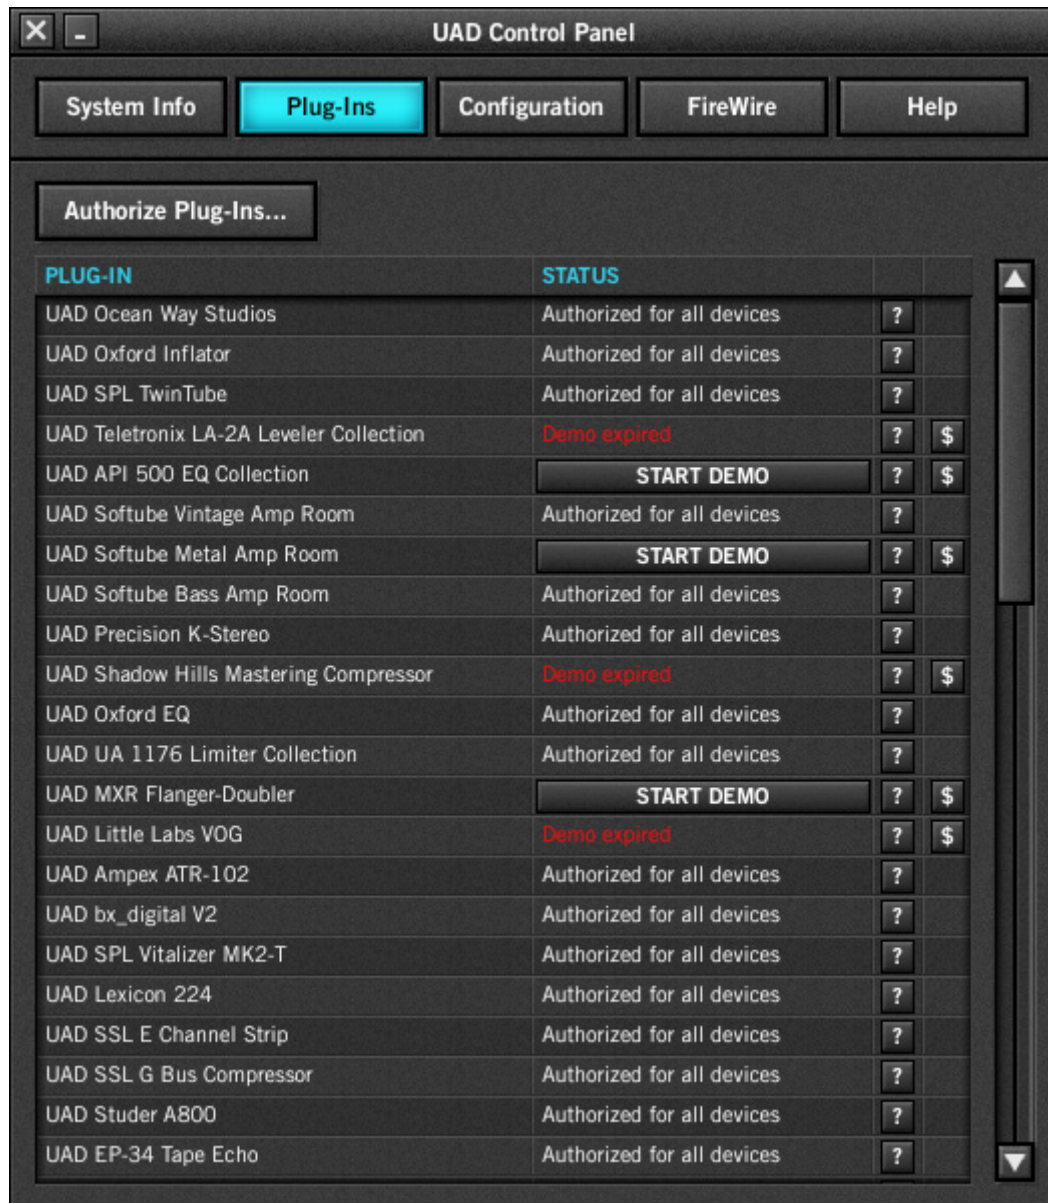 UAD Control Panel
System Info Plug-Ins Configuration FireWire Help
Authorize Plug-Ins...
PLUG-IN STATUS
UAD Ocean Way Studios Authorized for all devices ?
UAD Oxford Inflator Authorized for all devices ?
UAD SPL TwinTube Authorized for all devices ?
UAD Teletronix LA-2A Leveler Collection Demo expired ? $
UAD API 500 EQ Collection START DEMO ? $
UAD Softube Vintage Amp Room Authorized for all devices ?
UAD Softube Metal Amp Room START DEMO ? $
UAD Softube Bass Amp Room Authorized for all devices ?
UAD Precision K-Stereo Authorized for all devices ?
UAD Shadow Hills Mastering Compressor Demo expired ? $
UAD Oxford EQ Authorized for all devices ?
UAD UA 1176 Limiter Collection Authorized for all devices ?
UAD MXR Flanger-Doubler START DEMO ? $
UAD Little Labs VOG Demo expired ? $
UAD Ampex ATR-102 Authorized for all devices ?
UAD bx_digital V2 Authorized for all devices ?
UAD SPL Vitalizer MK2-T Authorized for all devices ?
UAD Lexicon 224 Authorized for all devices ?
UAD SSL E Channel Strip Authorized for all devices ?
UAD SSL G Bus Compressor Authorized for all devices ?
UAD Studer A800 Authorized for all devices ?
UAD EP-34 Tape Echo Authorized for all devices ?